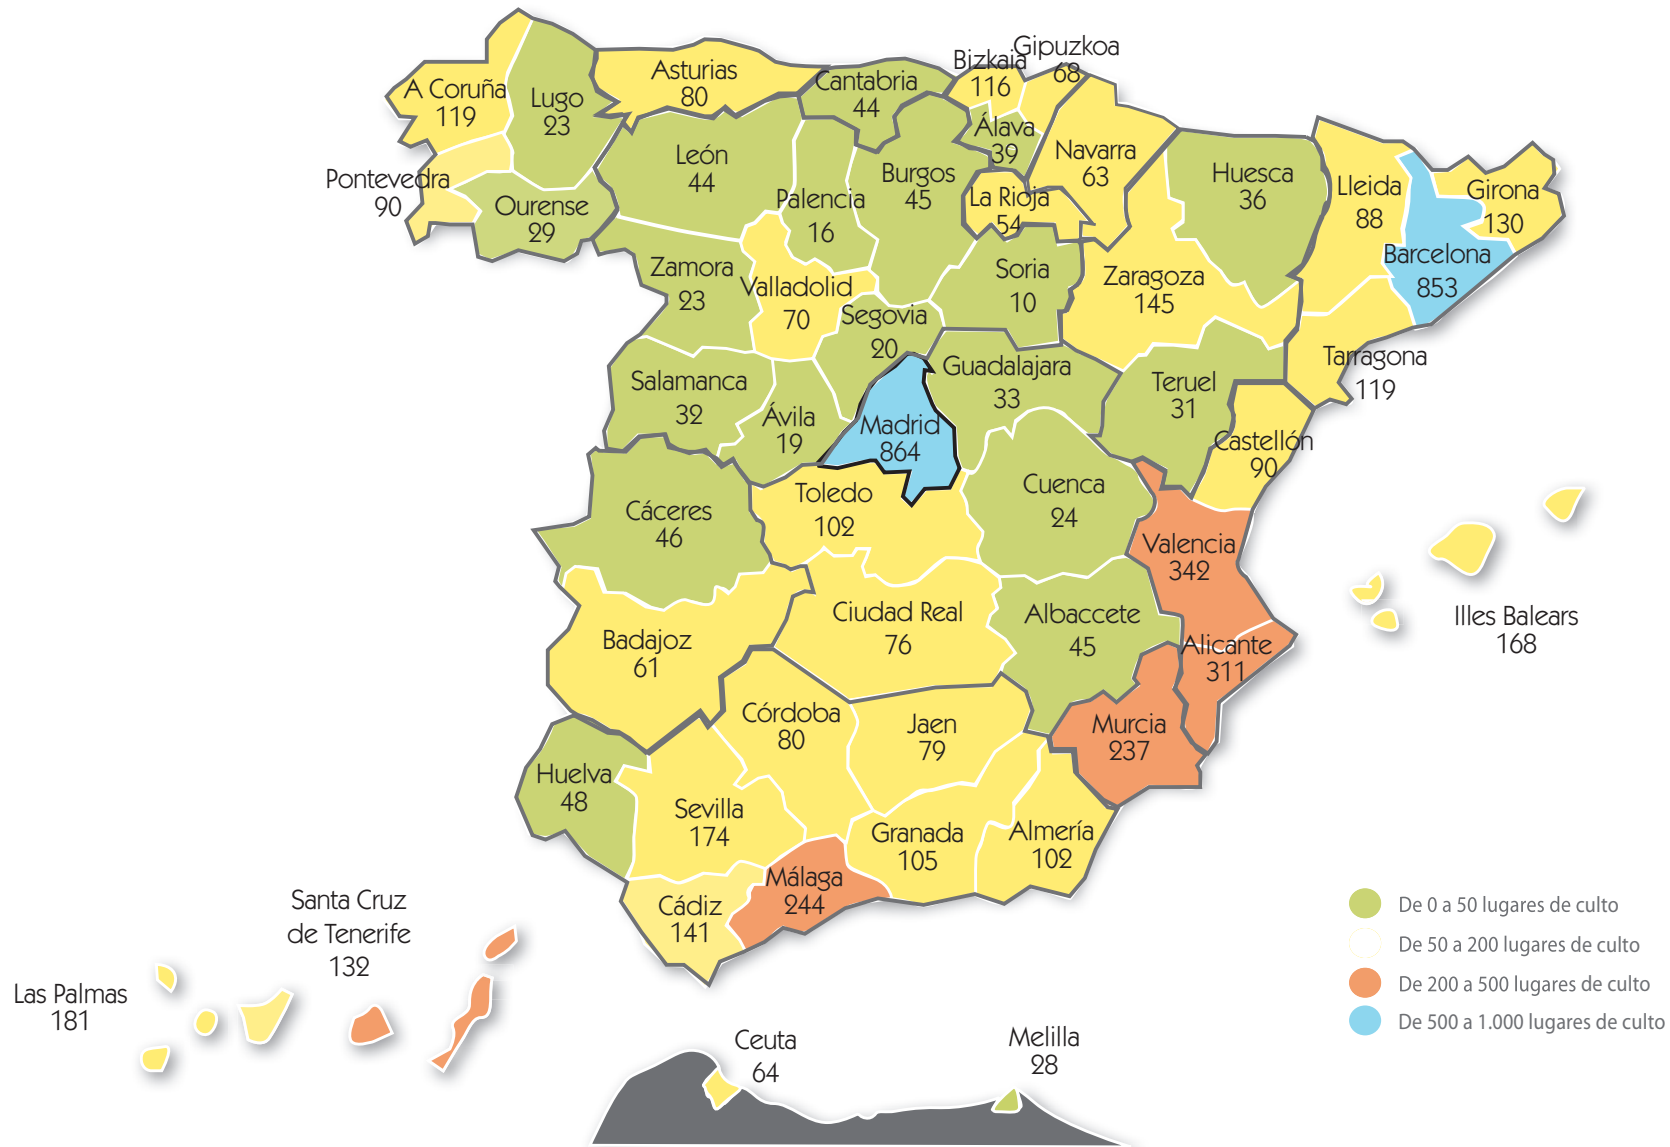 Gipuzkoa
68
Bizkaia
116
Asturias
80
Cantabria
44
A Coruña
119
Lugo
23
Álava
39
León
44
Navarra
63
Burgos
45
Huesca
36
Pontevedra
90
Palencia
16
La Rioja
54
Lleida
88
Girona
130
Ourense
29
Barcelona
853
Zamora
23
Soria
10
Zaragoza
145
Valladolid
70
Segovia
20
Tarragona
119
Guadalajara
33
Salamanca
32
Teruel
31
Ávila
19
Madrid
864
Castellón
90
Toledo
102
Cuenca
24
Cáceres
46
Valencia
342
Ciudad Real
76
Albaccete
45
Illes Balears
168
Badajoz
61
Alicante
311
Córdoba
80
Jaen
79
Murcia
237
Huelva
48
Sevilla
174
Granada
105
Almería
102
Málaga
244
Cádiz
141
Santa Cruz
de Tenerife
132
Las Palmas
181
Ceuta
64
Melilla
28
De 0 a 50 lugares de culto
De 50 a 200 lugares de culto
De 200 a 500 lugares de culto
De 500 a 1.000 lugares de culto